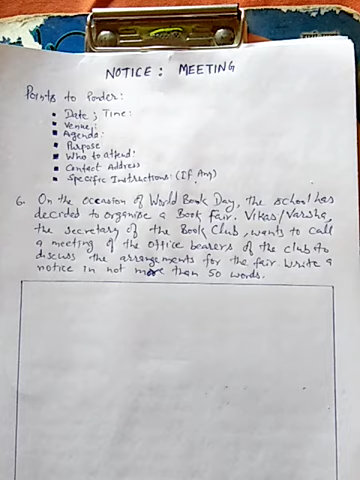 NOTICE: MEETING
Points to Ponder:
▪ Date; Time:
▪ Venue;
▪ Agenda:
▪ Purpose
▪ Who to attend:
▪ Contact Address
▪ Specific Instructions: (If Any)
6. On the occasion of World Book Day, the school has
decided to organise a Book fair. Vikas/Varsha,
the secretary of the Book Club, wants to call
a meeting of the office bearers of the club to
discuss the arrangements for the fair write a
notice in not more than 50 words.